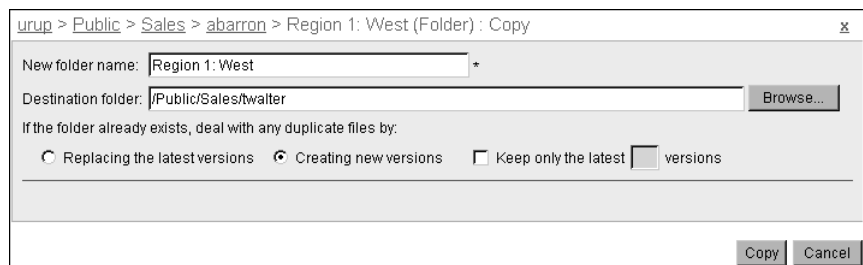 urup > Public > Sales > abarron > Region 1: West (Folder) : Copy x
New folder name: Region 1: West *
Destination folder: /Public/Sales/twalter Browse...
If the folder already exists, deal with any duplicate files by:
Replacing the latest versions Creating new versions Keep only the latest versions
Copy Cancel